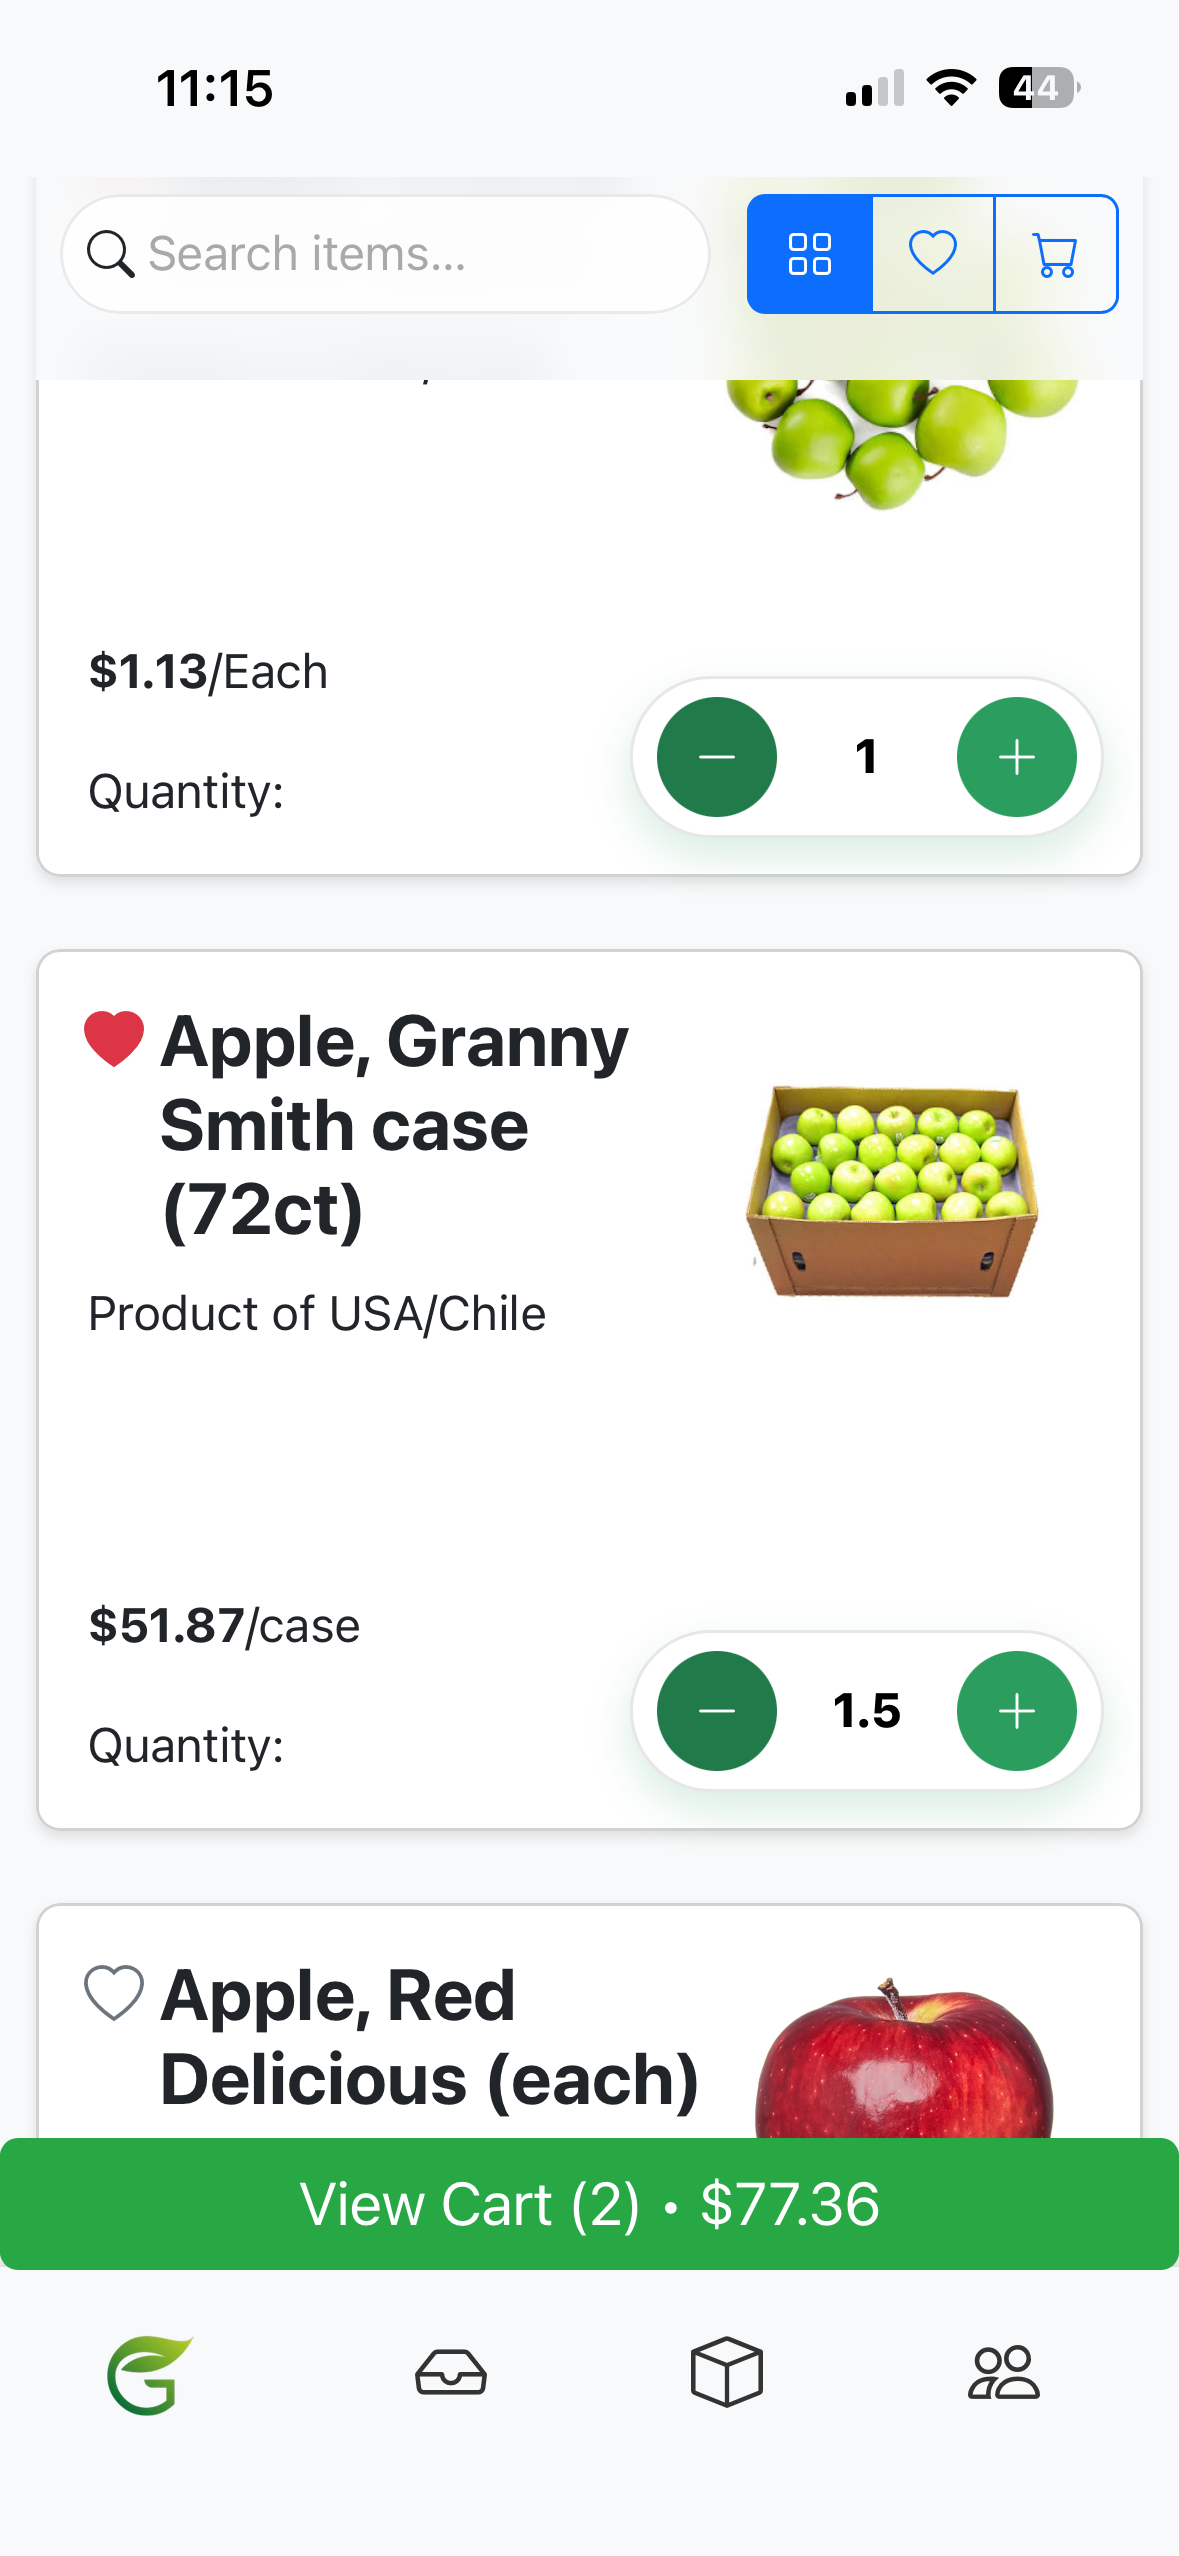 11:15
44
Search items...
$1.13/Each
1
Quantity:
Apple, Granny
Smith case
(72ct)
Product of USA/Chile
$51.87/case
1.5
Quantity:
Apple, Red
Delicious (each)
View Cart (2) • $77.36